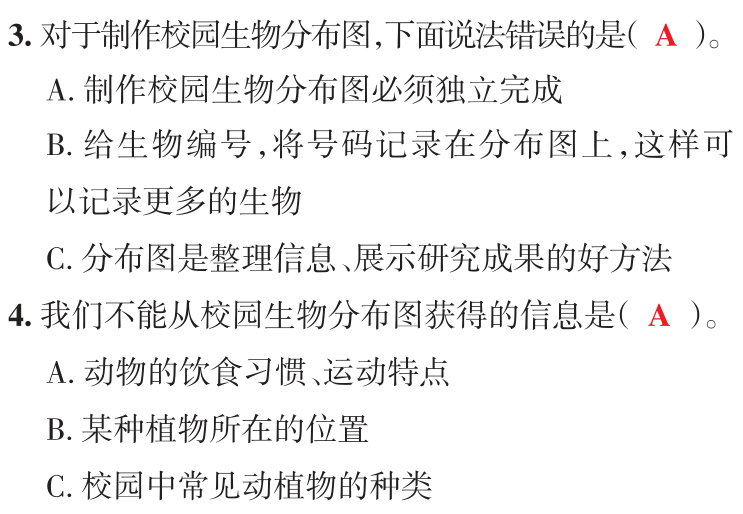 3. 对于制作校园生物分布图,下面说法错误的是( A )。
A. 制作校园生物分布图必须独立完成
B. 给生物编号,将号码记录在分布图上,这样可
以记录更多的生物
C. 分布图是整理信息、展示研究成果的好方法
4. 我们不能从校园生物分布图获得的信息是( A )。
A. 动物的饮食习惯、运动特点
B. 某种植物所在的位置
C. 校园中常见动植物的种类